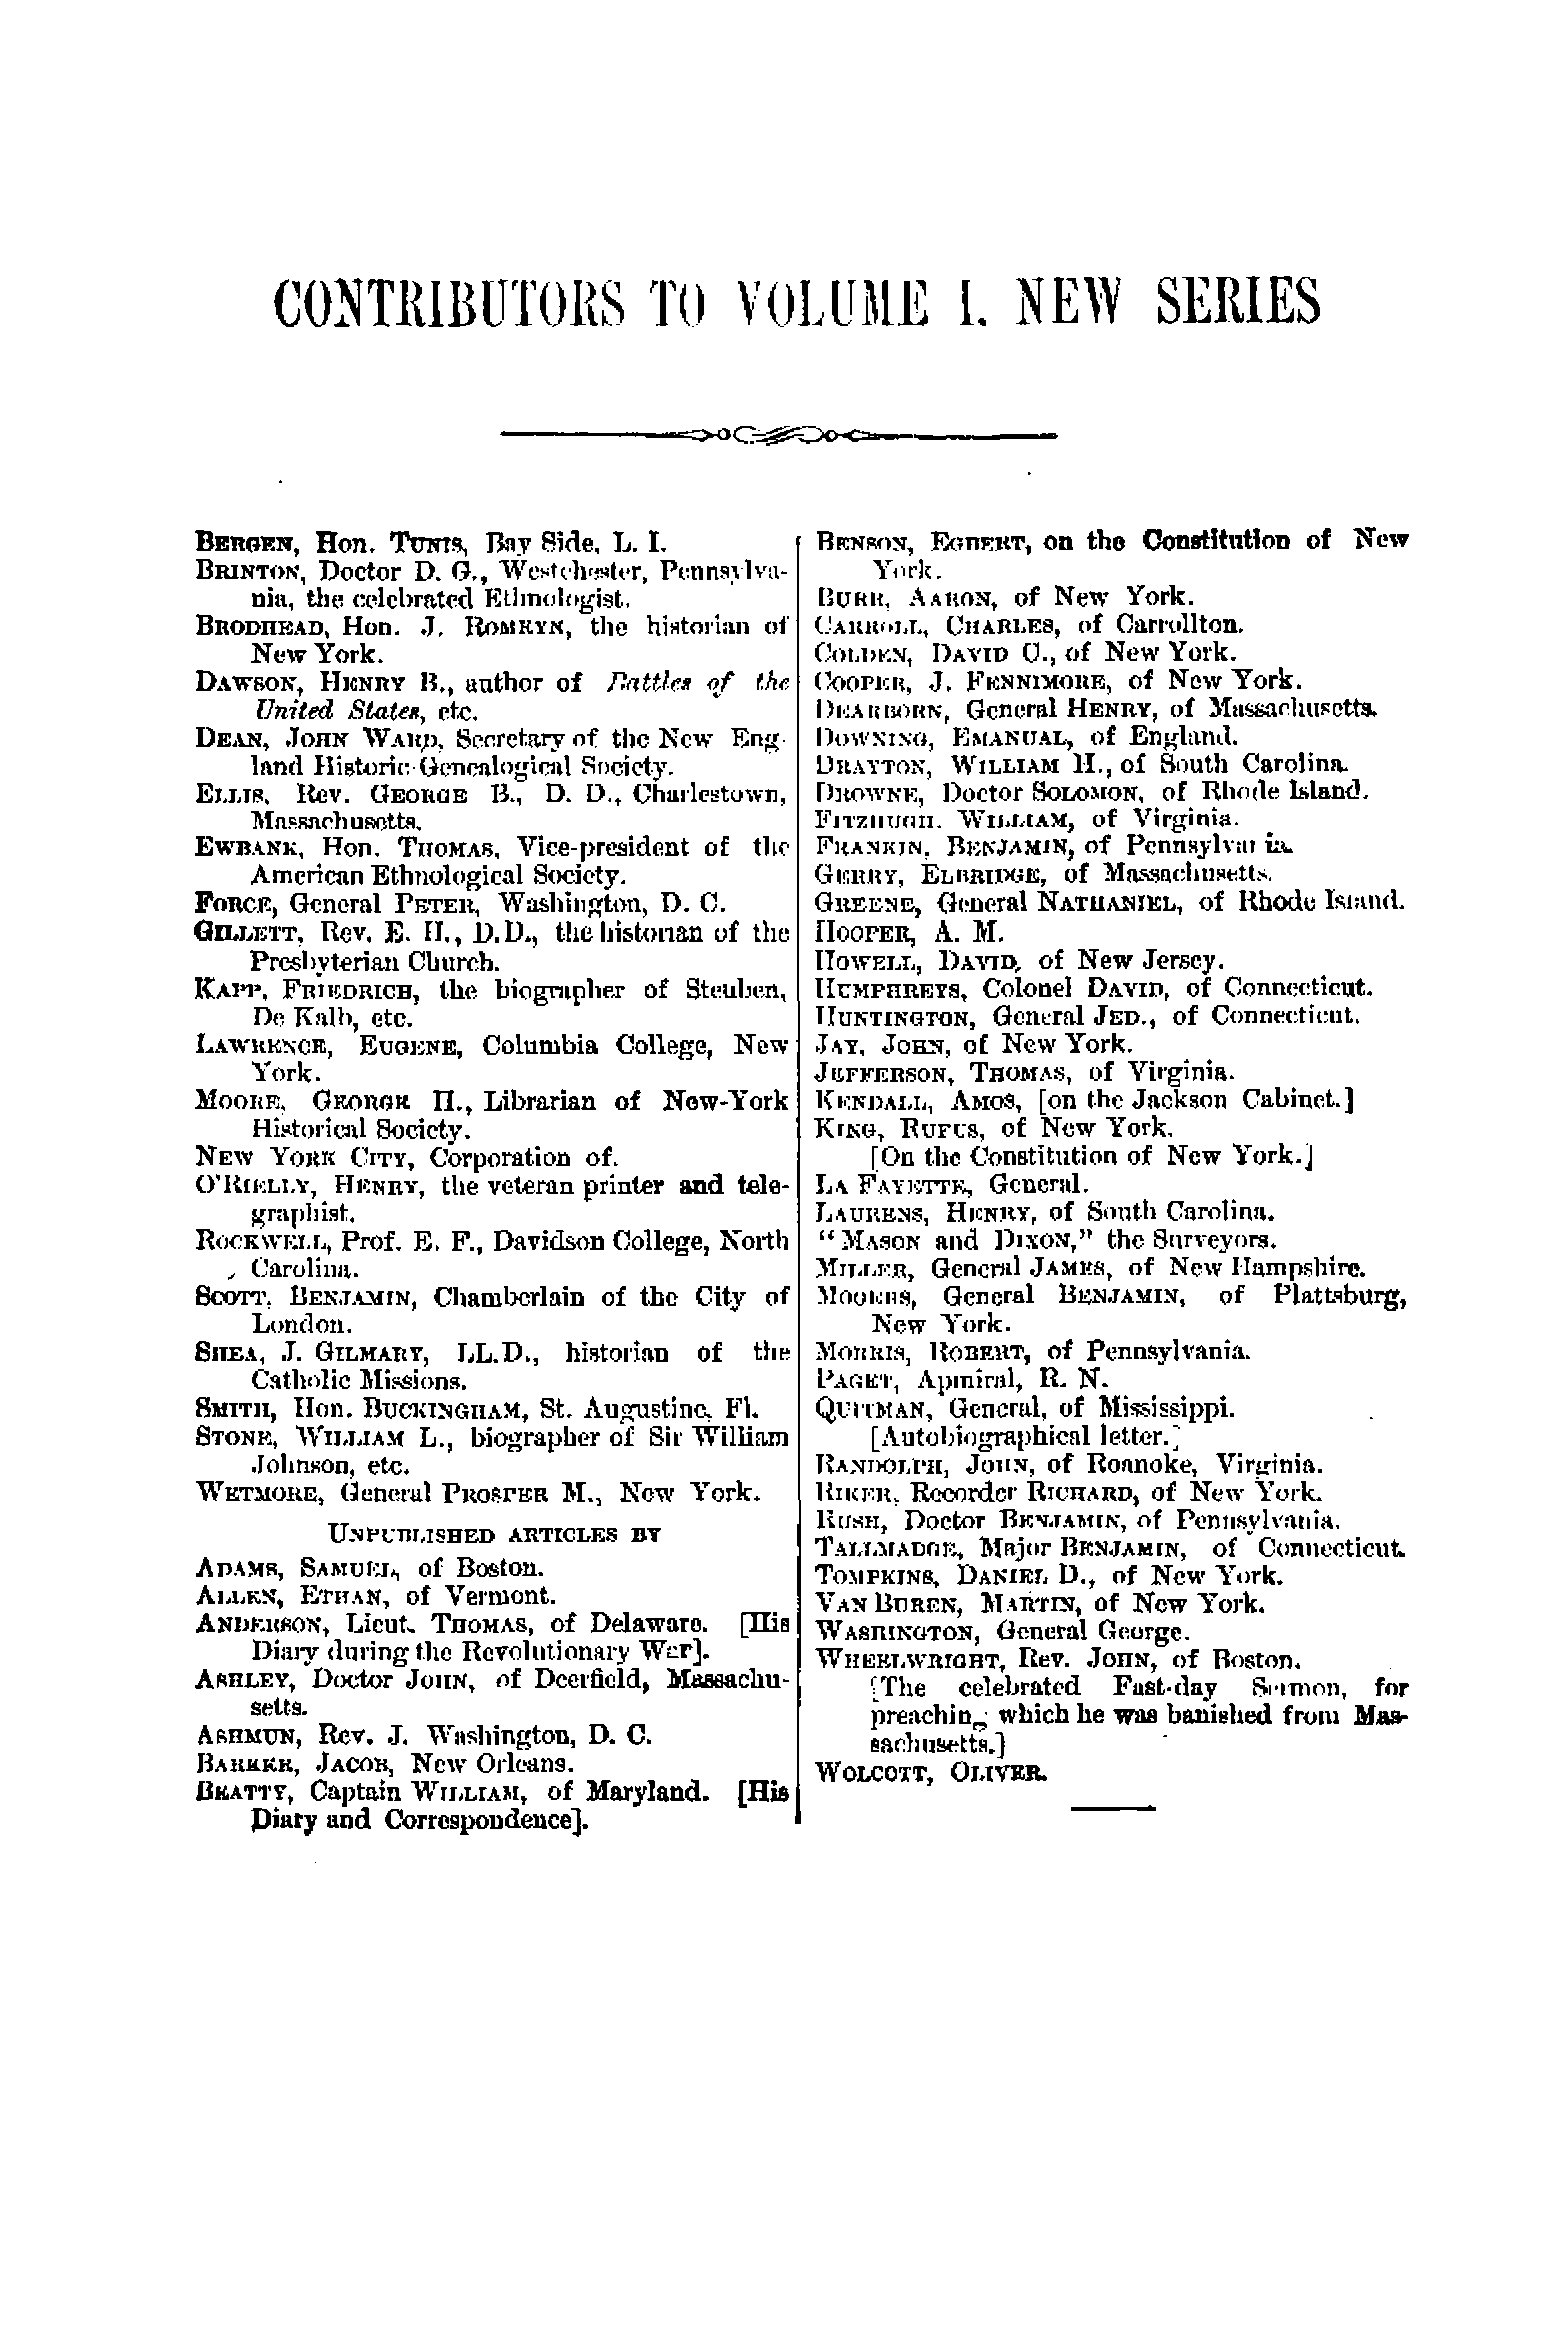 CONTRIBUTORS TO VOLUME I. NEW SERIES
BERGEN, Hon. TUNIS, Bay Side, L. I.
BRINTON, Doctor D. G., Westchester, Pennsylva-
nia, the celebrated Ethnologist.
BRODHEAD, Hon. J. ROMEYN, the historian of
New York.
DAWSON, HENRY B., author of Battles of the
United States, etc.
DEAN, JOHN WARD, Secretary of the New Eng-
land Historic-Genealogical Society.
ELLIS, Rev. GEORGE B., D. D., Charlestown,
Massachusetts.
EWBANK, Hon. THOMAS, Vice-president of the
American Ethnological Society.
FORCE, General PETER, Washington, D. C.
GILLETT, Rev. E. H., D.D., the historian of the
Presbyterian Church.
KAPP, FRIEDRICH, the biographer of Steuben,
De Kalb, etc.
LAWRENCE, EUGENE, Columbia College, New
York.
MOORE, GEORGE H., Librarian of New-York
Historical Society.
NEW YORK CITY, Corporation of.
O'RIELLY, HENRY, the veteran printer and tele-
graphist.
ROCKWELL, Prof. E. F., Davidson College, North
Carolina.
SCOTT, BENJAMIN, Chamberlain of the City of
London.
SHEA, J. GILMARY, LL.D., historian of the
Catholic Missions.
SMITH, Hon. BUCKINGHAM, St. Augustine, Fl.
STONE, WILLIAM L., biographer of Sir William
Johnson, etc.
WETMORE, General PROSPER M., New York.
UNPUBLISHED ARTICLES BY
ADAMS, SAMUEL, of Boston.
ALLEN, ETHAN, of Vermont.
ANDERSON, Lieut. THOMAS, of Delaware. [His
Diary during the Revolutionary War].
ASHLEY, Doctor JOHN, of Deerfield, Massachu-
setts.
ASHMUN, Rev. J. Washington, D. C.
BARKER, JACOB, New Orleans.
BEATTY, Captain WILLIAM, of Maryland. [His
Diary and Correspondence].
BENSON, EGBERT, on the Constitution of New
York.
BURR, AARON, of New York.
CARROLL, CHARLES, of Carrollton.
COLDEN, DAVID C., of New York.
COOPER, J. FENNIMORE, of New York.
DEARBORN, General HENRY, of Massachusetts.
DOWNING, EMANUAL, of England.
DRAYTON, WILLIAM H., of South Carolina.
DROWNE, Doctor SOLOMON, of Rhode Island.
FITZHUGH, WILLIAM, of Virginia.
FRANKIN, BENJAMIN, of Pennsylvania.
GERRY, ELBRIDGE, of Massachusetts.
GREENE, General NATHANIEL, of Rhode Island.
HOOPER, A. M.
HOWELL, DAVID, of New Jersey.
HUMPHREYS, Colonel DAVID, of Connecticut.
HUNTINGTON, General JED., of Connecticut.
JAY, JOHN, of New York.
JEFFERSON, THOMAS, of Virginia.
KENDALL, AMOS, [on the Jackson Cabinet.]
KING, RUFUS, of New York.
[On the Constitution of New York.]
LA FAYETTE, General.
LAURENS, HENRY, of South Carolina.
"MASON and DIXON," the Surveyors.
MILLER, General JAMES, of New Hampshire.
MOOERS, General BENJAMIN, of Plattsburg,
New York.
MORRIS, ROBERT, of Pennsylvania.
PAGET, Apmiral, R. N.
QUITMAN, General, of Mississippi.
[Autobiographical letter.]
RANDOLPH, JOHN, of Roanoke, Virginia.
RIKER, Recorder RICHARD, of New York.
RUSH, Doctor BENJAMIN, of Pennsylvania.
TALLMADGE, Major BENJAMIN, of Connecticut.
TOMPKINS, DANIEL D., of New York.
VAN BUREN, MARTIN, of New York.
WASHINGTON, General George.
WHEELWRIGHT, Rev. JOHN, of Boston.
[The celebrated Fast-day Sermon, for
preaching which he was banished from Mas-
sachusetts.]
WOLCOTT, OLIVER.